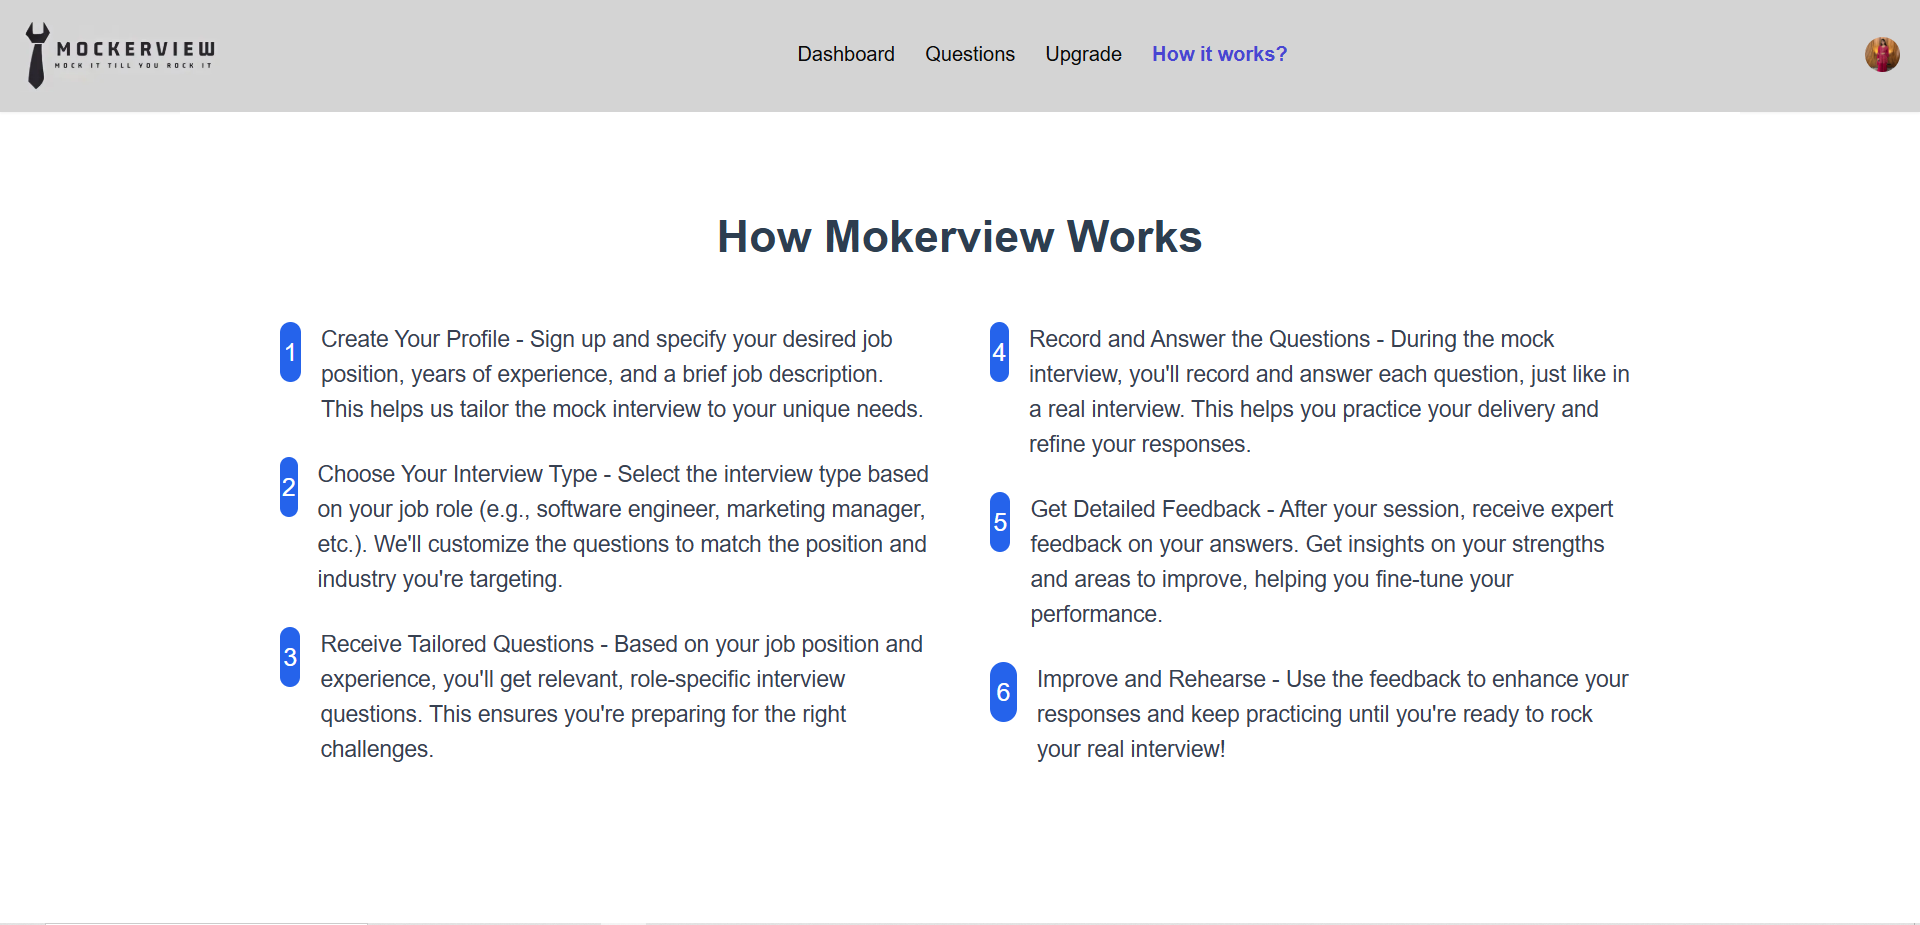 MOCKERVIEW
MOCK IT TILL YOU ROCK IT
Dashboard
Questions
Upgrade
How it works?
How Mokerview Works
1
Create Your Profile - Sign up and specify your desired job
position, years of experience, and a brief job description.
This helps us tailor the mock interview to your unique needs.
2
Choose Your Interview Type - Select the interview type based
on your job role (e.g., software engineer, marketing manager,
etc.). We'll customize the questions to match the position and
industry you're targeting.
3
Receive Tailored Questions - Based on your job position and
experience, you'll get relevant, role-specific interview
questions. This ensures you're preparing for the right
challenges.
4
Record and Answer the Questions - During the mock
interview, you'll record and answer each question, just like in
a real interview. This helps you practice your delivery and
refine your responses.
5
Get Detailed Feedback - After your session, receive expert
feedback on your answers. Get insights on your strengths
and areas to improve, helping you fine-tune your
performance.
6
Improve and Rehearse - Use the feedback to enhance your
responses and keep practicing until you're ready to rock
your real interview!